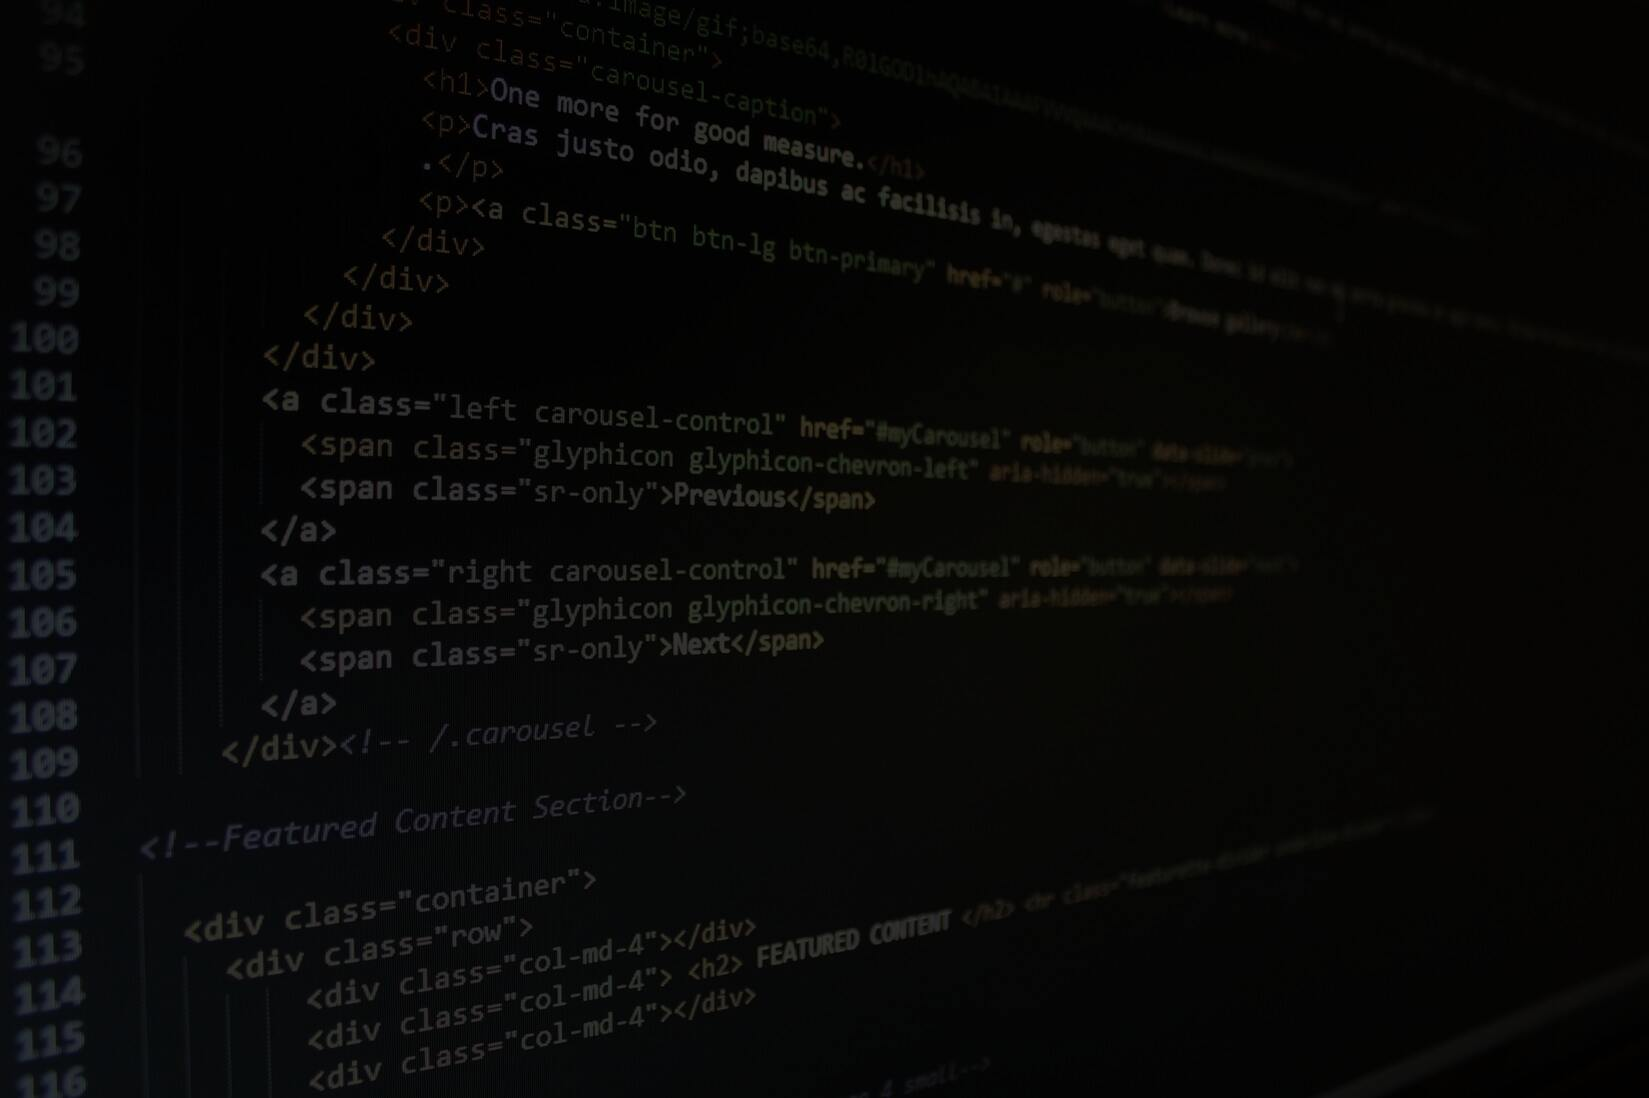 94
image/gif;base64,
95
class="container">
<div class="carousel-caption">
<h1>One more for good measure.</h1>
96
<p>Cras justo odio, dapibus ac facilisis in, egestas eget quam.
.</p>
97
<p><a class="btn btn-lg btn-primary" href="#" role="button">Browse gallery
98
</div>
99
</div>
100
</div>
101
</div>
102
<a class="left carousel-control" href="#myCarousel" role="button" data-slide="prev">
103
<span class="glyphicon glyphicon-chevron-left" aria-hidden="true"></span>
104
<span class="sr-only">Previous</span>
105
</a>
106
<a class="right carousel-control" href="#myCarousel" role="button" data-slide="next">
107
<span class="glyphicon glyphicon-chevron-right" aria-hidden="true"></span>
108
<span class="sr-only">Next</span>
109
</a>
110
</div><!-- /.carousel -->
111
<!--Featured Content Section-->
112
<div class="container">
113
<div class="row">
114
<div class="col-md-4"></div>
115
<div class="col-md-4"> <h2> FEATURED CONTENT </h2> <hr class="featurette-divider
116
<div class="col-md-4"></div>
4 small-->